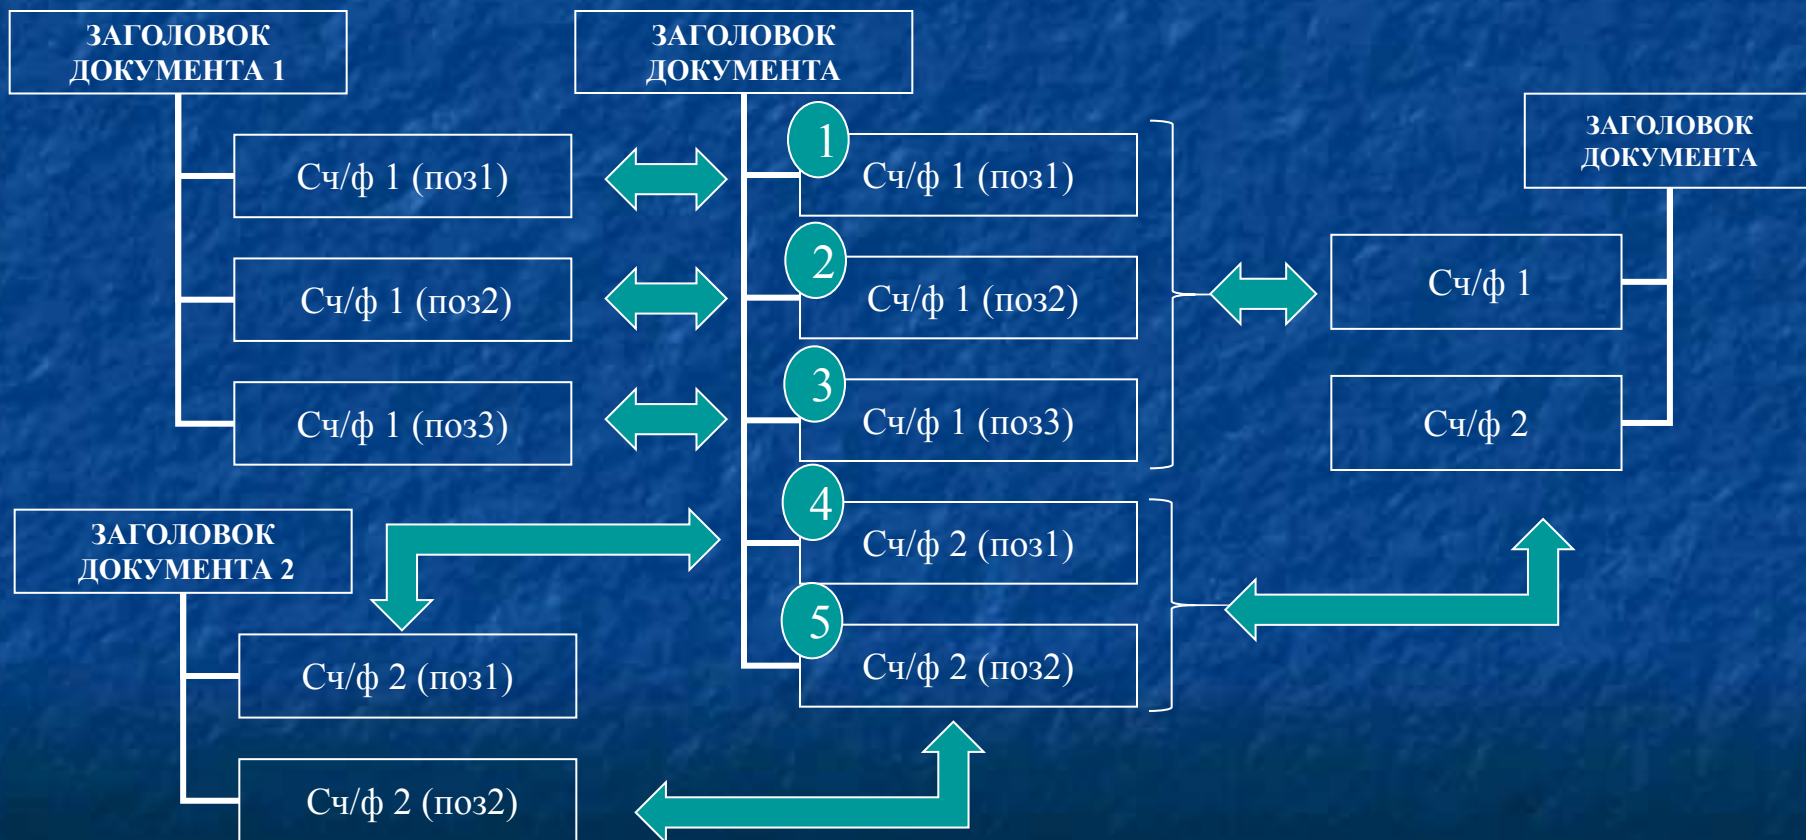 ЗАГОЛОВОК
ДОКУМЕНТА 1
Сч/ф 1 (поз1)
Сч/ф 1 (поз2)
Сч/ф 1 (поз3)
ЗАГОЛОВОК
ДОКУМЕНТА 2
Сч/ф 2 (поз1)
Сч/ф 2 (поз2)
ЗАГОЛОВОК
ДОКУМЕНТА
1
Сч/ф 1 (поз1)
2
Сч/ф 1 (поз2)
3
Сч/ф 1 (поз3)
4
Сч/ф 2 (поз1)
5
Сч/ф 2 (поз2)
ЗАГОЛОВОК
ДОКУМЕНТА
Сч/ф 1
Сч/ф 2